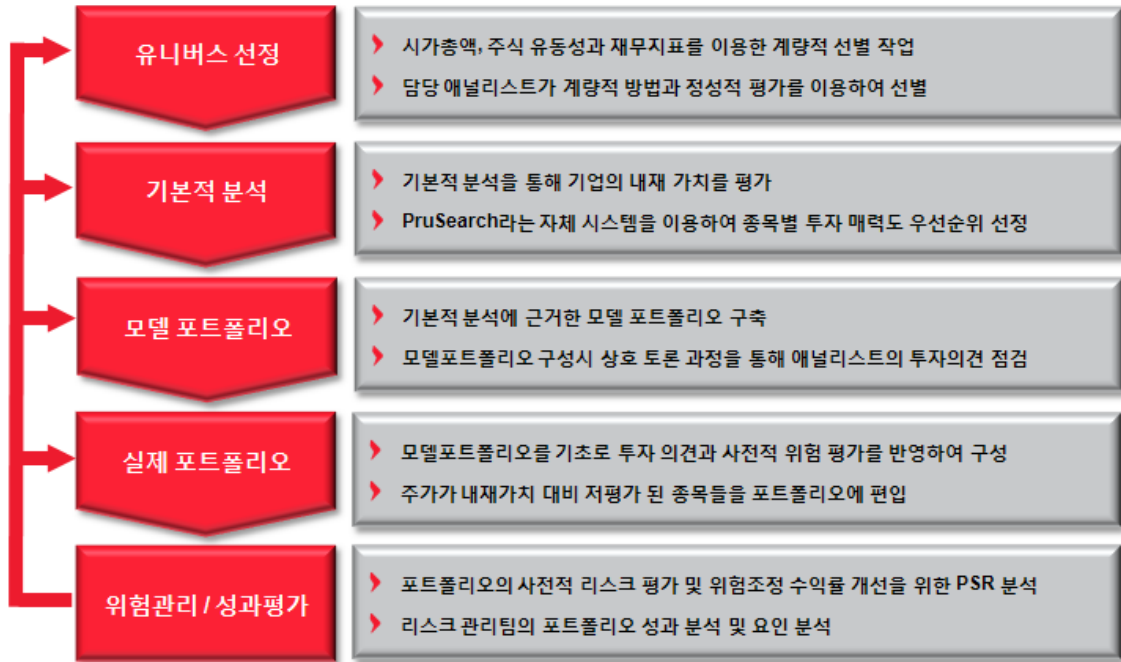 유니버스 선정
시가총액, 주식 유동성과 재무지표를 이용한 계량적 선별 작업
담당 애널리스트가 계량적 방법과 정성적 평가를 이용하여 선별
기본적 분석
기본적 분석을 통해 기업의 내재 가치를 평가
PruSearch라는 자체 시스템을 이용하여 종목별 투자 매력도 우선순위 선정
모델 포트폴리오
기본적 분석에 근거한 모델 포트폴리오 구축
모델포트폴리오 구성시 상호 토론 과정을 통해 애널리스트의 투자의견 점검
실제 포트폴리오
모델포트폴리오를 기초로 투자 의견과 사전적 위험 평가를 반영하여 구성
주가가 내재가치 대비 저평가 된 종목들을 포트폴리오에 편입
위험관리 / 성과평가
포트폴리오의 사전적 리스크 평가 및 위험조정 수익률 개선을 위한 PSR 분석
리스크 관리팀의 포트폴리오 성과 분석 및 요인 분석